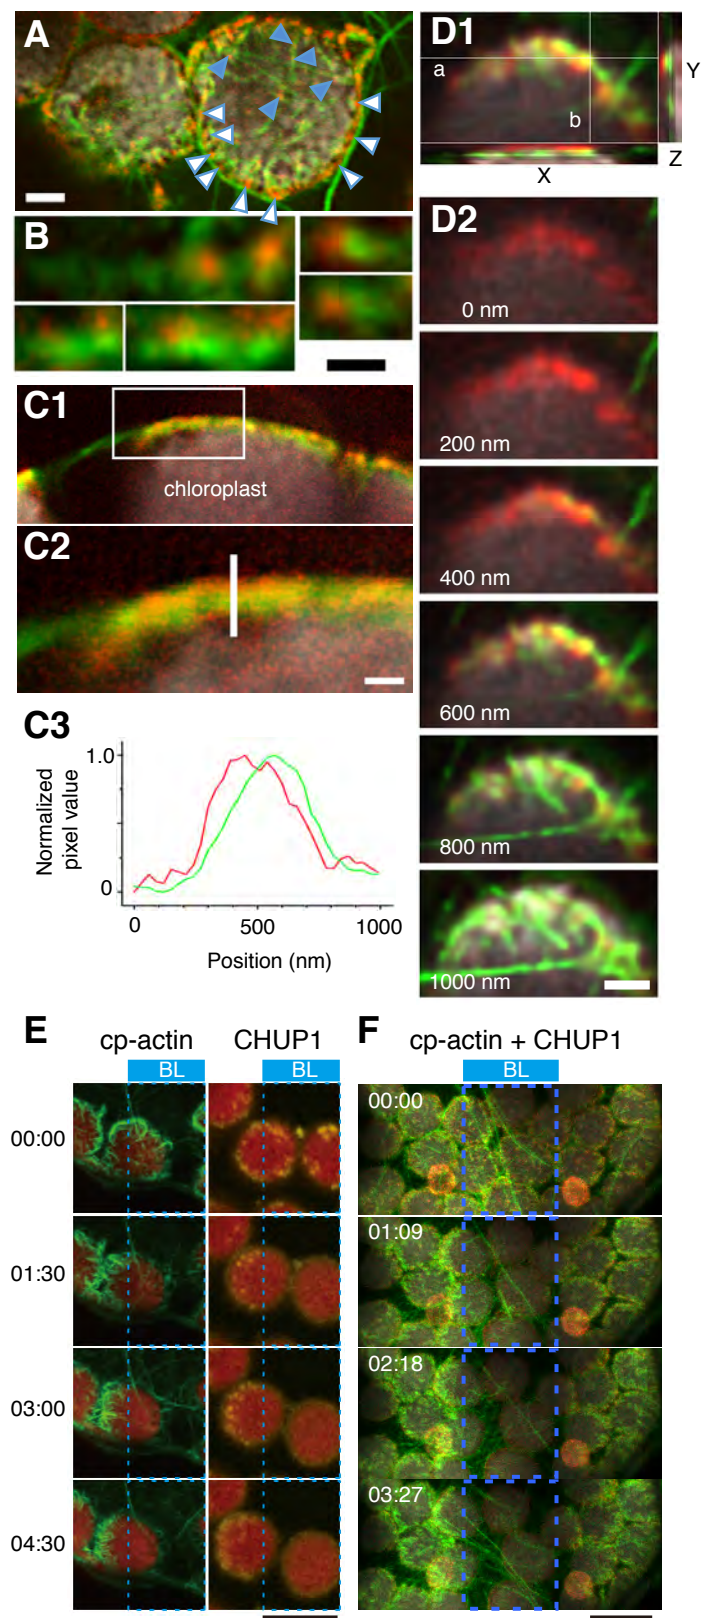 A
B
C1
chloroplast
C2
C3
Normalized
pixel value
1.0
0
0 500 1000
Position (nm)
D1
a
b
X
Y
Z
D2
0 nm
200 nm
400 nm
600 nm
800 nm
1000 nm
E
cp-actin CHUP1
BL BL
00:00
01:30
03:00
04:30
F
cp-actin + CHUP1
BL
00:00
01:09
02:18
03:27